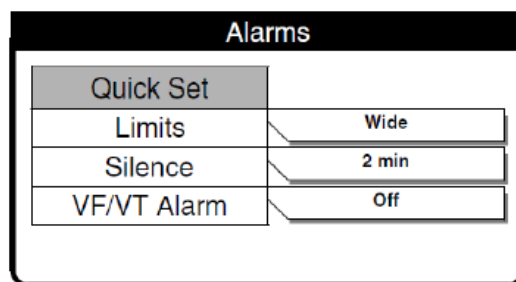 Alarms
Quick Set
Limits Wide
Silence 2 min
VF/VT Alarm Off